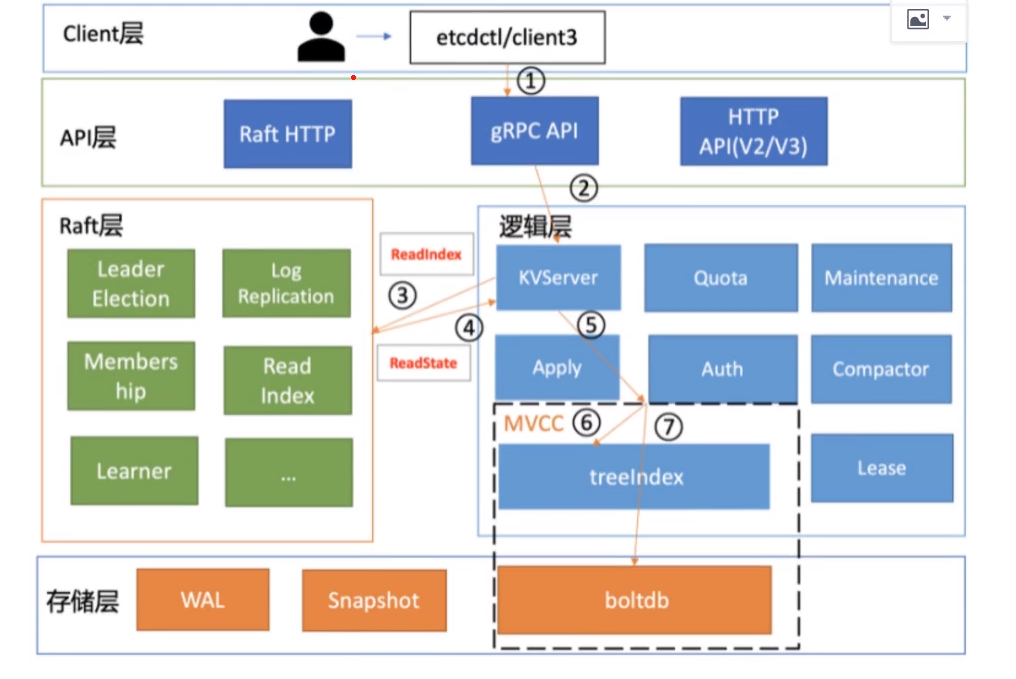 Client层
etcdctl/client3
①
API层
Raft HTTP
gRPC API
HTTP
API(V2/V3)
②
Raft层
Leader
Election
Log
Replication
Members
hip
Read
Index
Learner
...
ReadIndex
③
④
ReadState
逻辑层
KVServer
Quota
Maintenance
⑤
Apply
Auth
Compactor
MVCC
⑥
⑦
treeIndex
Lease
存储层
WAL
Snapshot
boltdb